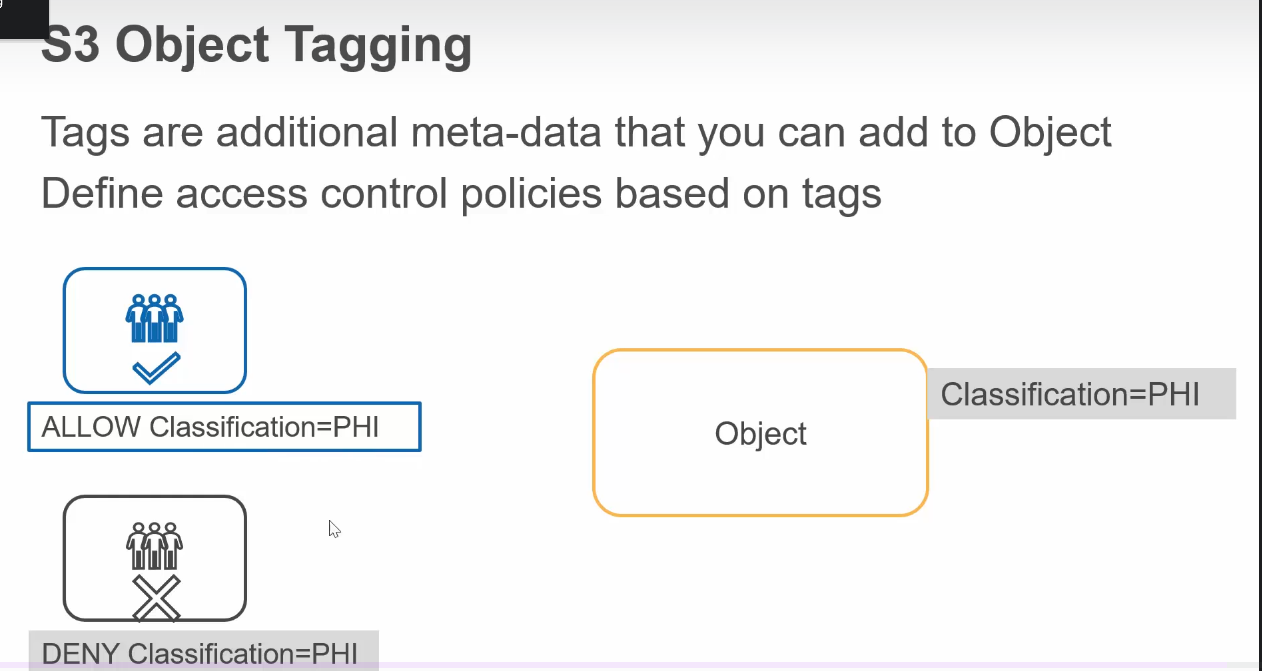 S3 Object Tagging
Tags are additional meta-data that you can add to Object
Define access control policies based on tags
ALLOW Classification=PHI
Object
Classification=PHI
DENY Classification=PHI